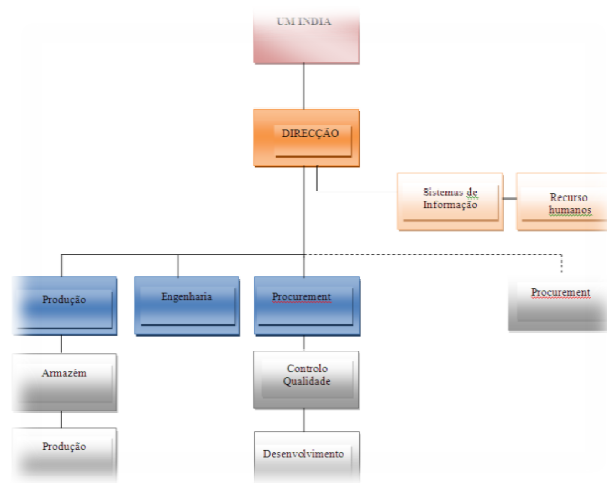 UM INDIA
DIRECÇÃO
Sistemas de
Informação
Recurso
humanos
Produção
Engenharia
Procurement
Procurement
Armazém
Controlo
Qualidade
Produção
Desenvolvimento